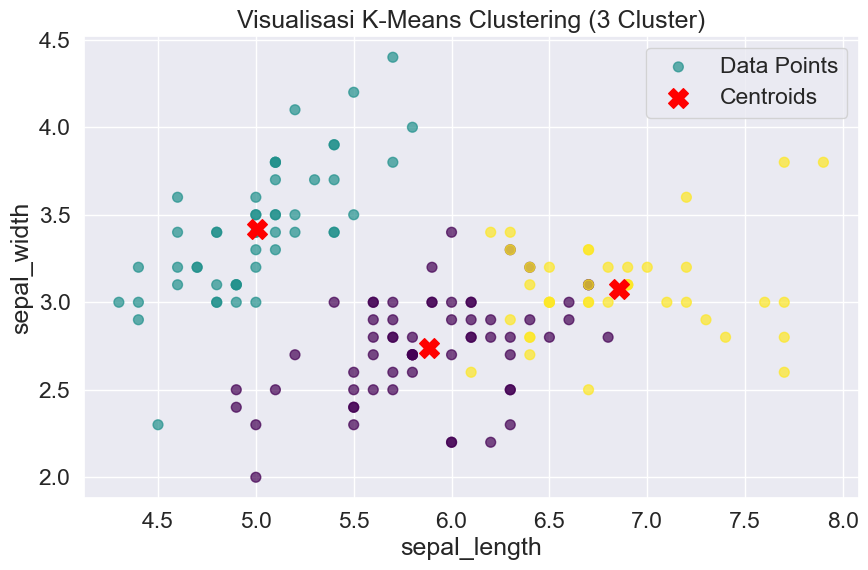 Visualisasi K-Means Clustering (3 Cluster)
Data Points
Centroids
4.5
4.0
3.5
3.0
2.5
2.0
sepal_width
4.5 5.0 5.5 6.0 6.5 7.0 7.5 8.0
sepal_length